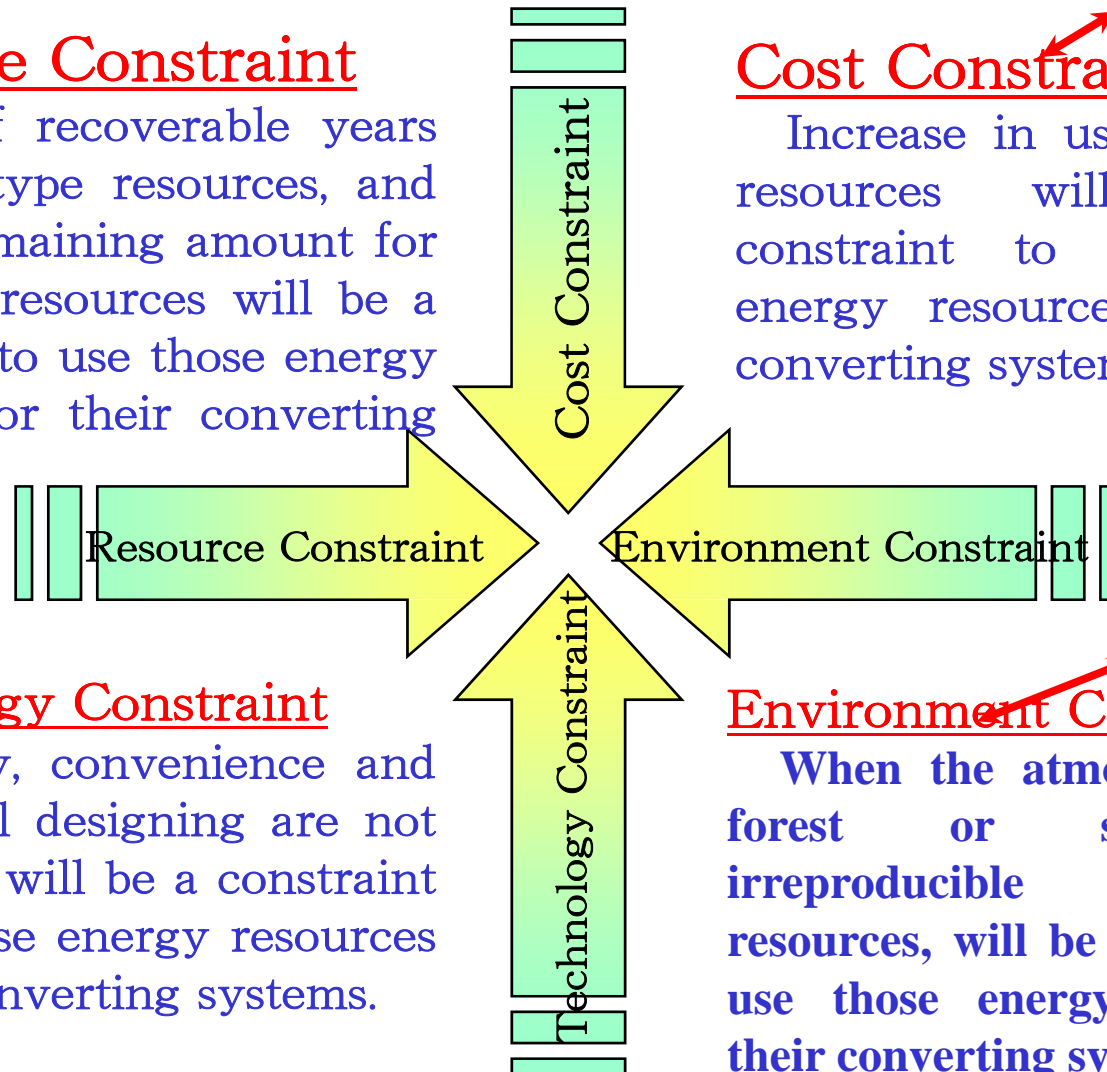 e Constraint
f recoverable years
type resources, and
maining amount for
resources will be a
to use those energy
or their converting
Cost Constra
Increase in us
resources will
constraint to
energy resource
converting system
Cost Constraint
Resource Constraint
Environment Constraint
Technology Constraint
gy Constraint
y, convenience and
l designing are not
will be a constraint
se energy resources
nverting systems.
Environment C
When the atmo
forest or s
irreproducible
resources, will be
use those energy
their converting sy